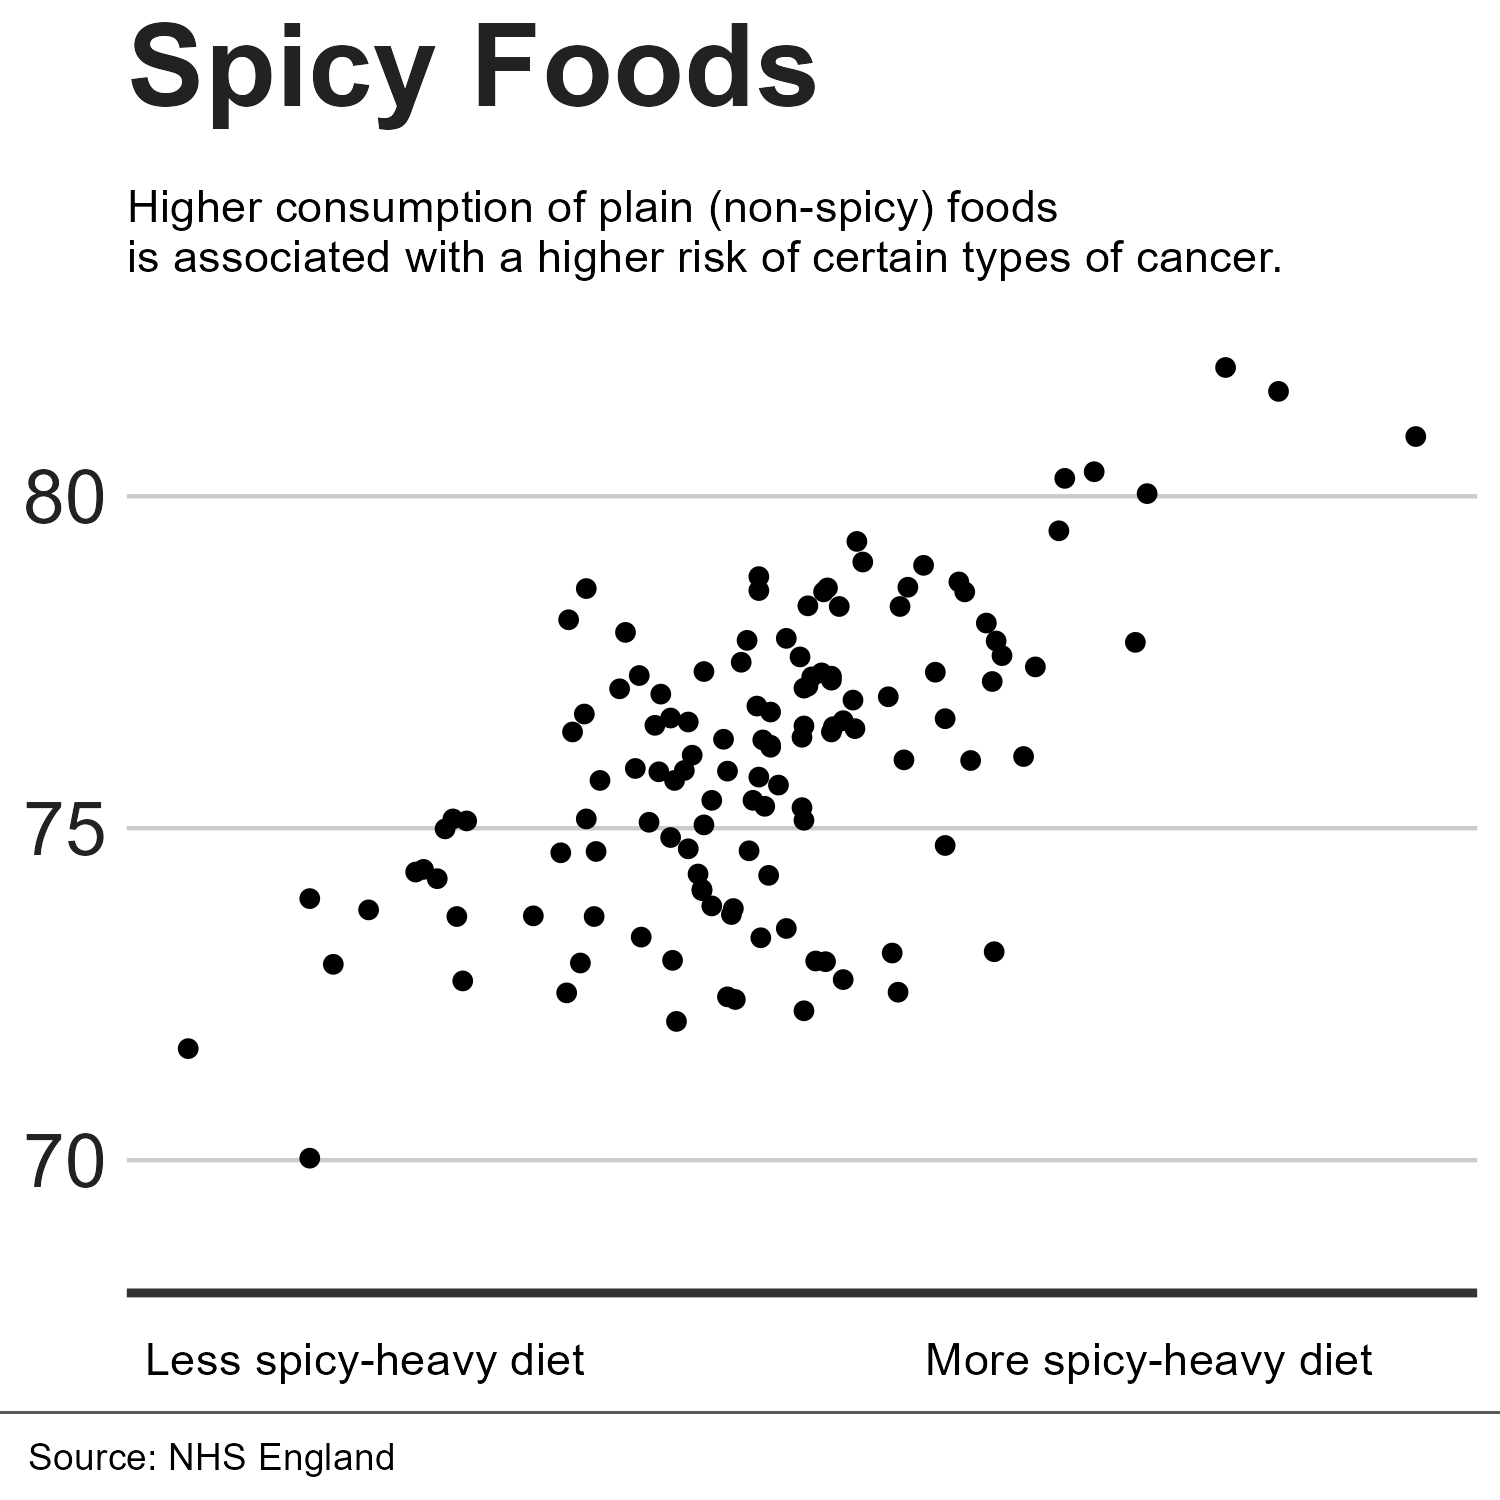 Spicy Foods
Higher consumption of plain (non-spicy) foods
is associated with a higher risk of certain types of cancer.
80
75
70
Less spicy-heavy diet More spicy-heavy diet
Source: NHS England